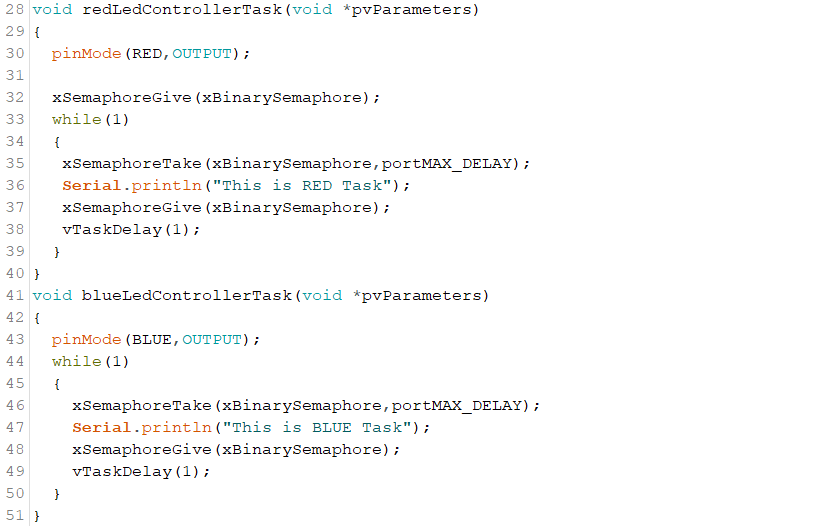 28 void redLedControllerTask(void *pvParameters)
29 {
30   pinMode(RED,OUTPUT);
31
32   xSemaphoreGive(xBinarySemaphore);
33   while(1)
34   {
35    xSemaphoreTake(xBinarySemaphore,portMAX_DELAY);
36    Serial.println("This is RED Task");
37    xSemaphoreGive(xBinarySemaphore);
38    vTaskDelay(1);
39   }
40 }
41 void blueLedControllerTask(void *pvParameters)
42 {
43   pinMode(BLUE,OUTPUT);
44   while(1)
45   {
46     xSemaphoreTake(xBinarySemaphore,portMAX_DELAY);
47     Serial.println("This is BLUE Task");
48     xSemaphoreGive(xBinarySemaphore);
49     vTaskDelay(1);
50   }
51 }